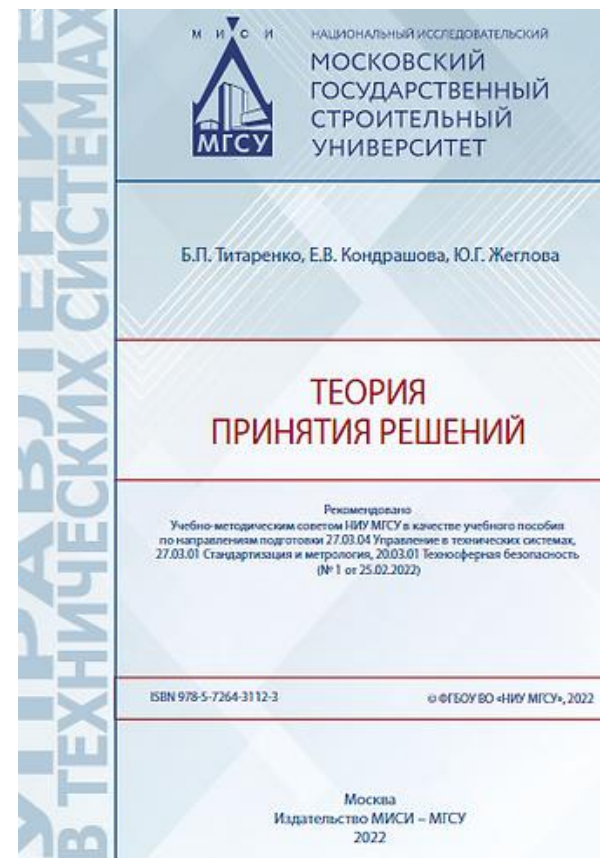 УПРАВЛЕНИЕ
В ТЕХНИЧЕСКИХ СИСТЕМАХ
МИСИ
МГСУ
НАЦИОНАЛЬНЫЙ ИССЛЕДОВАТЕЛЬСКИЙ
МОСКОВСКИЙ
ГОСУДАРСТВЕННЫЙ
СТРОИТЕЛЬНЫЙ
УНИВЕРСИТЕТ
Б.П. Титаренко, Е.В. Кондрашова, Ю.Г. Жеглова
ТЕОРИЯ
ПРИНЯТИЯ РЕШЕНИЙ
Рекомендовано
Учебно-методическим советом НИУ МГСУ в качестве учебного пособия
по направлениям подготовки 27.03.04 Управление в технических системах,
27.03.01 Стандартизация и метрология, 20.03.01 Техносферная безопасность
(№ 1 от 25.02.2022)
ISBN 978-5-7264-3112-3
© ФГБОУ ВО «НИУ МГСУ», 2022
Москва
Издательство МИСИ – МГСУ
2022